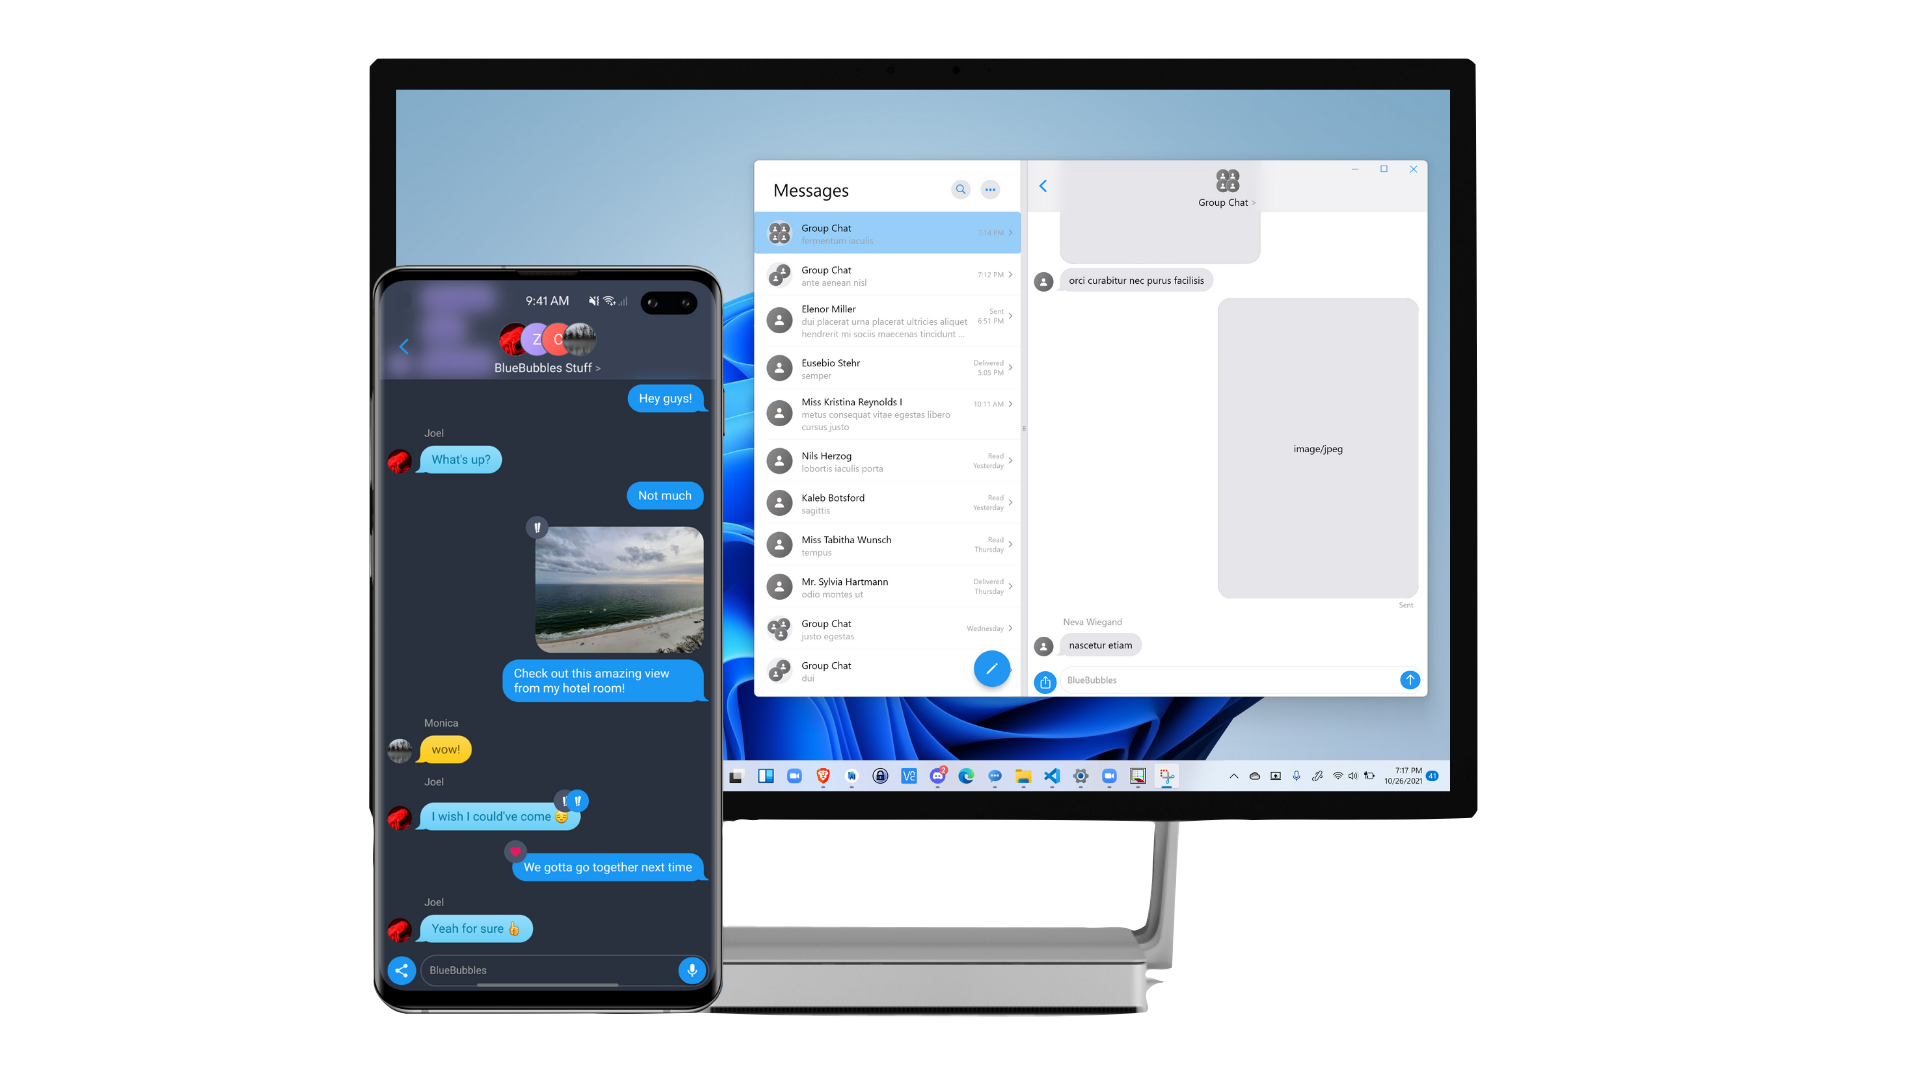 Messages
Group Chat
fermentum iaculis
7:14 PM
Group Chat
ante aenean nisl
7:12 PM
Elenor Miller
dui placerat urna placerat ultricies aliquet
hendrerit mi sociis maecenas tincidunt ...
Sent
6:51 PM
Eusebio Stehr
semper
Delivered
5:05 PM
Miss Kristina Reynolds I
metus consequat vitae egestas libero
cursus justo
10:11 AM
Nils Herzog
lobortis iaculis porta
Read
Yesterday
Kaleb Botsford
sagittis
Read
Yesterday
Miss Tabitha Wunsch
tempus
Read
Thursday
Mr. Sylvia Hartmann
odio montes ut
Delivered
Thursday
Group Chat
justo egestas
Wednesday
Group Chat
dui
Group Chat >
orci curabitur nec purus facilisis
image/jpeg
Sent
Neva Wiegand
nascetur etiam
BlueBubbles
2
7:17 PM
10/26/2021
41
9:41 AM
Z
C
BlueBubbles Stuff >
Hey guys!
Joel
What's up?
Not much
!!
Check out this amazing view
from my hotel room!
Monica
wow!
Joel
!! !!
I wish I could've come 😔
We gotta go together next time
Joel
Yeah for sure 👍
BlueBubbles